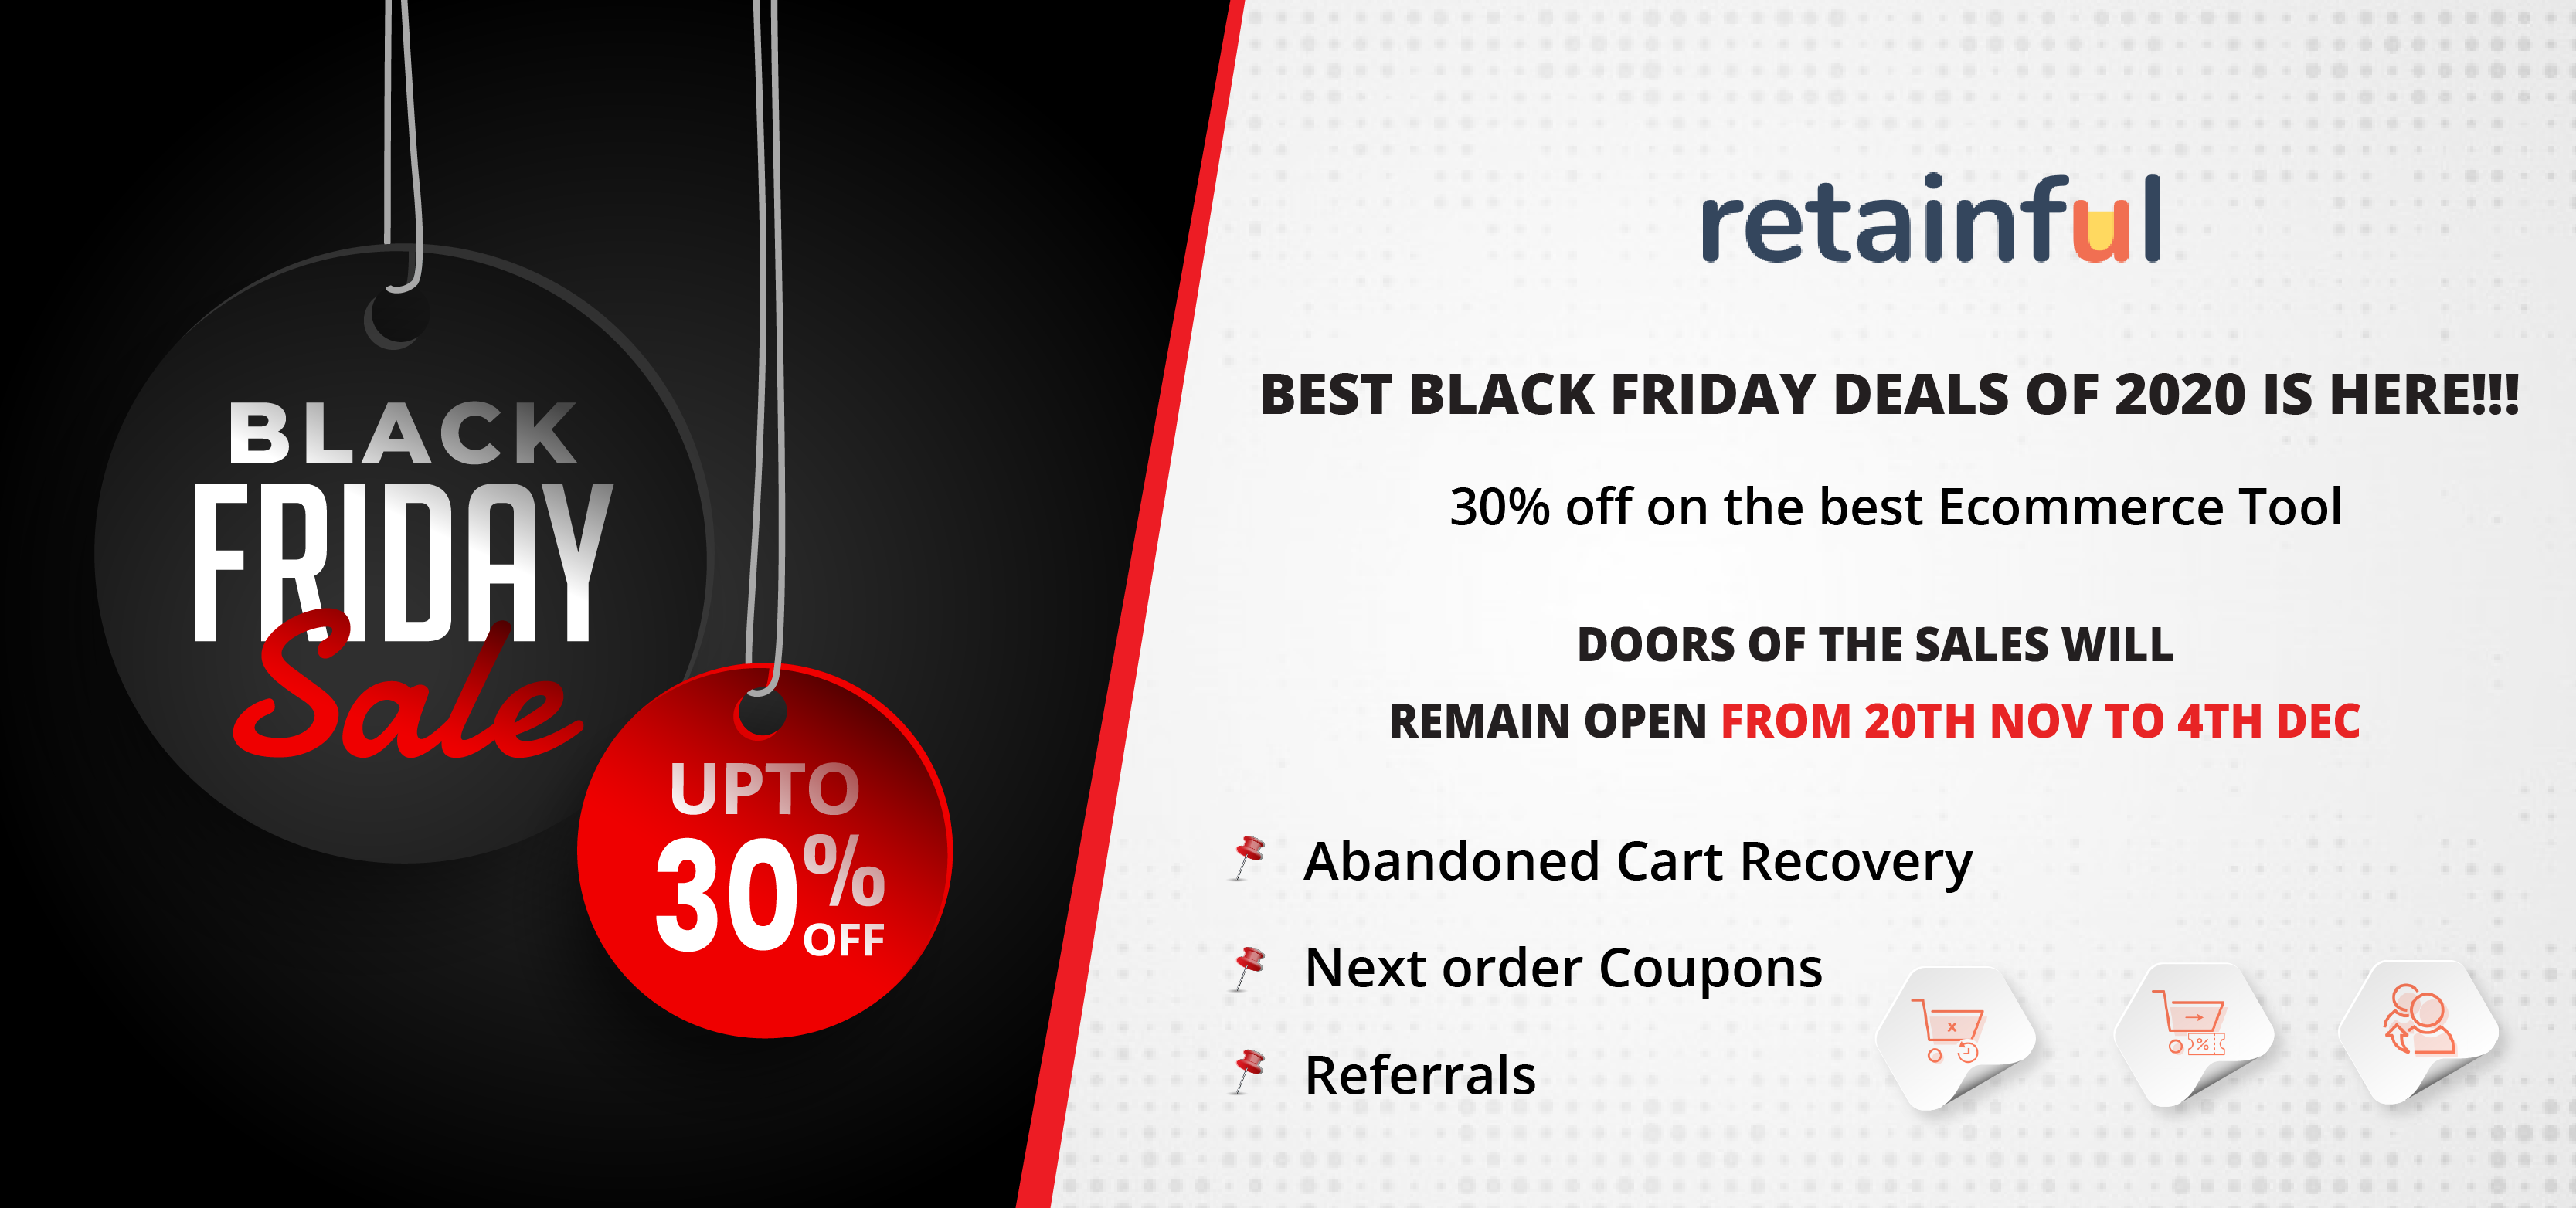 BLACK
FRIDAY
Sale
UPTO
30%
OFF
retainful
BEST BLACK FRIDAY DEALS OF 2020 IS HERE!!!
30% off on the best Ecommerce Tool
DOORS OF THE SALES WILL
REMAIN OPEN FROM 20TH NOV TO 4TH DEC
Abandoned Cart Recovery
Next order Coupons
Referrals